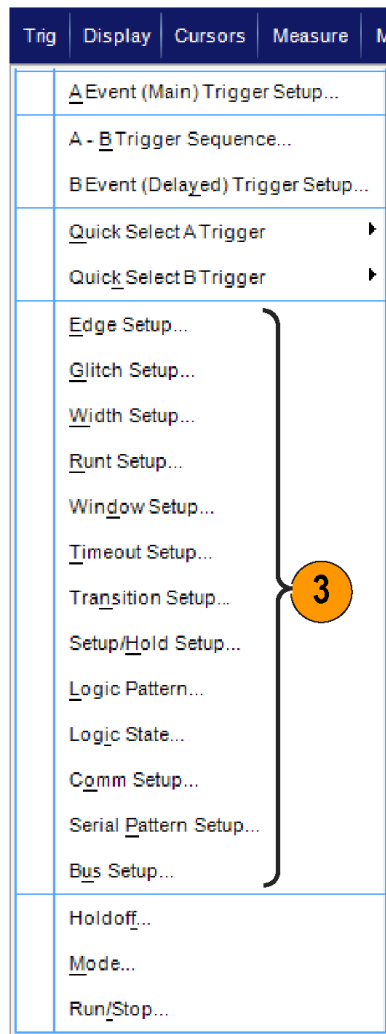 Trig Display Cursors Measure M
A Event (Main) Trigger Setup...
A - B Trigger Sequence...
B Event (Delayed) Trigger Setup...
Quick Select A Trigger
Quick Select B Trigger
Edge Setup...
Glitch Setup...
Width Setup...
Runt Setup...
Window Setup...
Timeout Setup...
Transition Setup...
3
Setup/Hold Setup...
Logic Pattern...
Logic State...
Comm Setup...
Serial Pattern Setup...
Bus Setup...
Holdoff...
Mode...
Run/Stop...